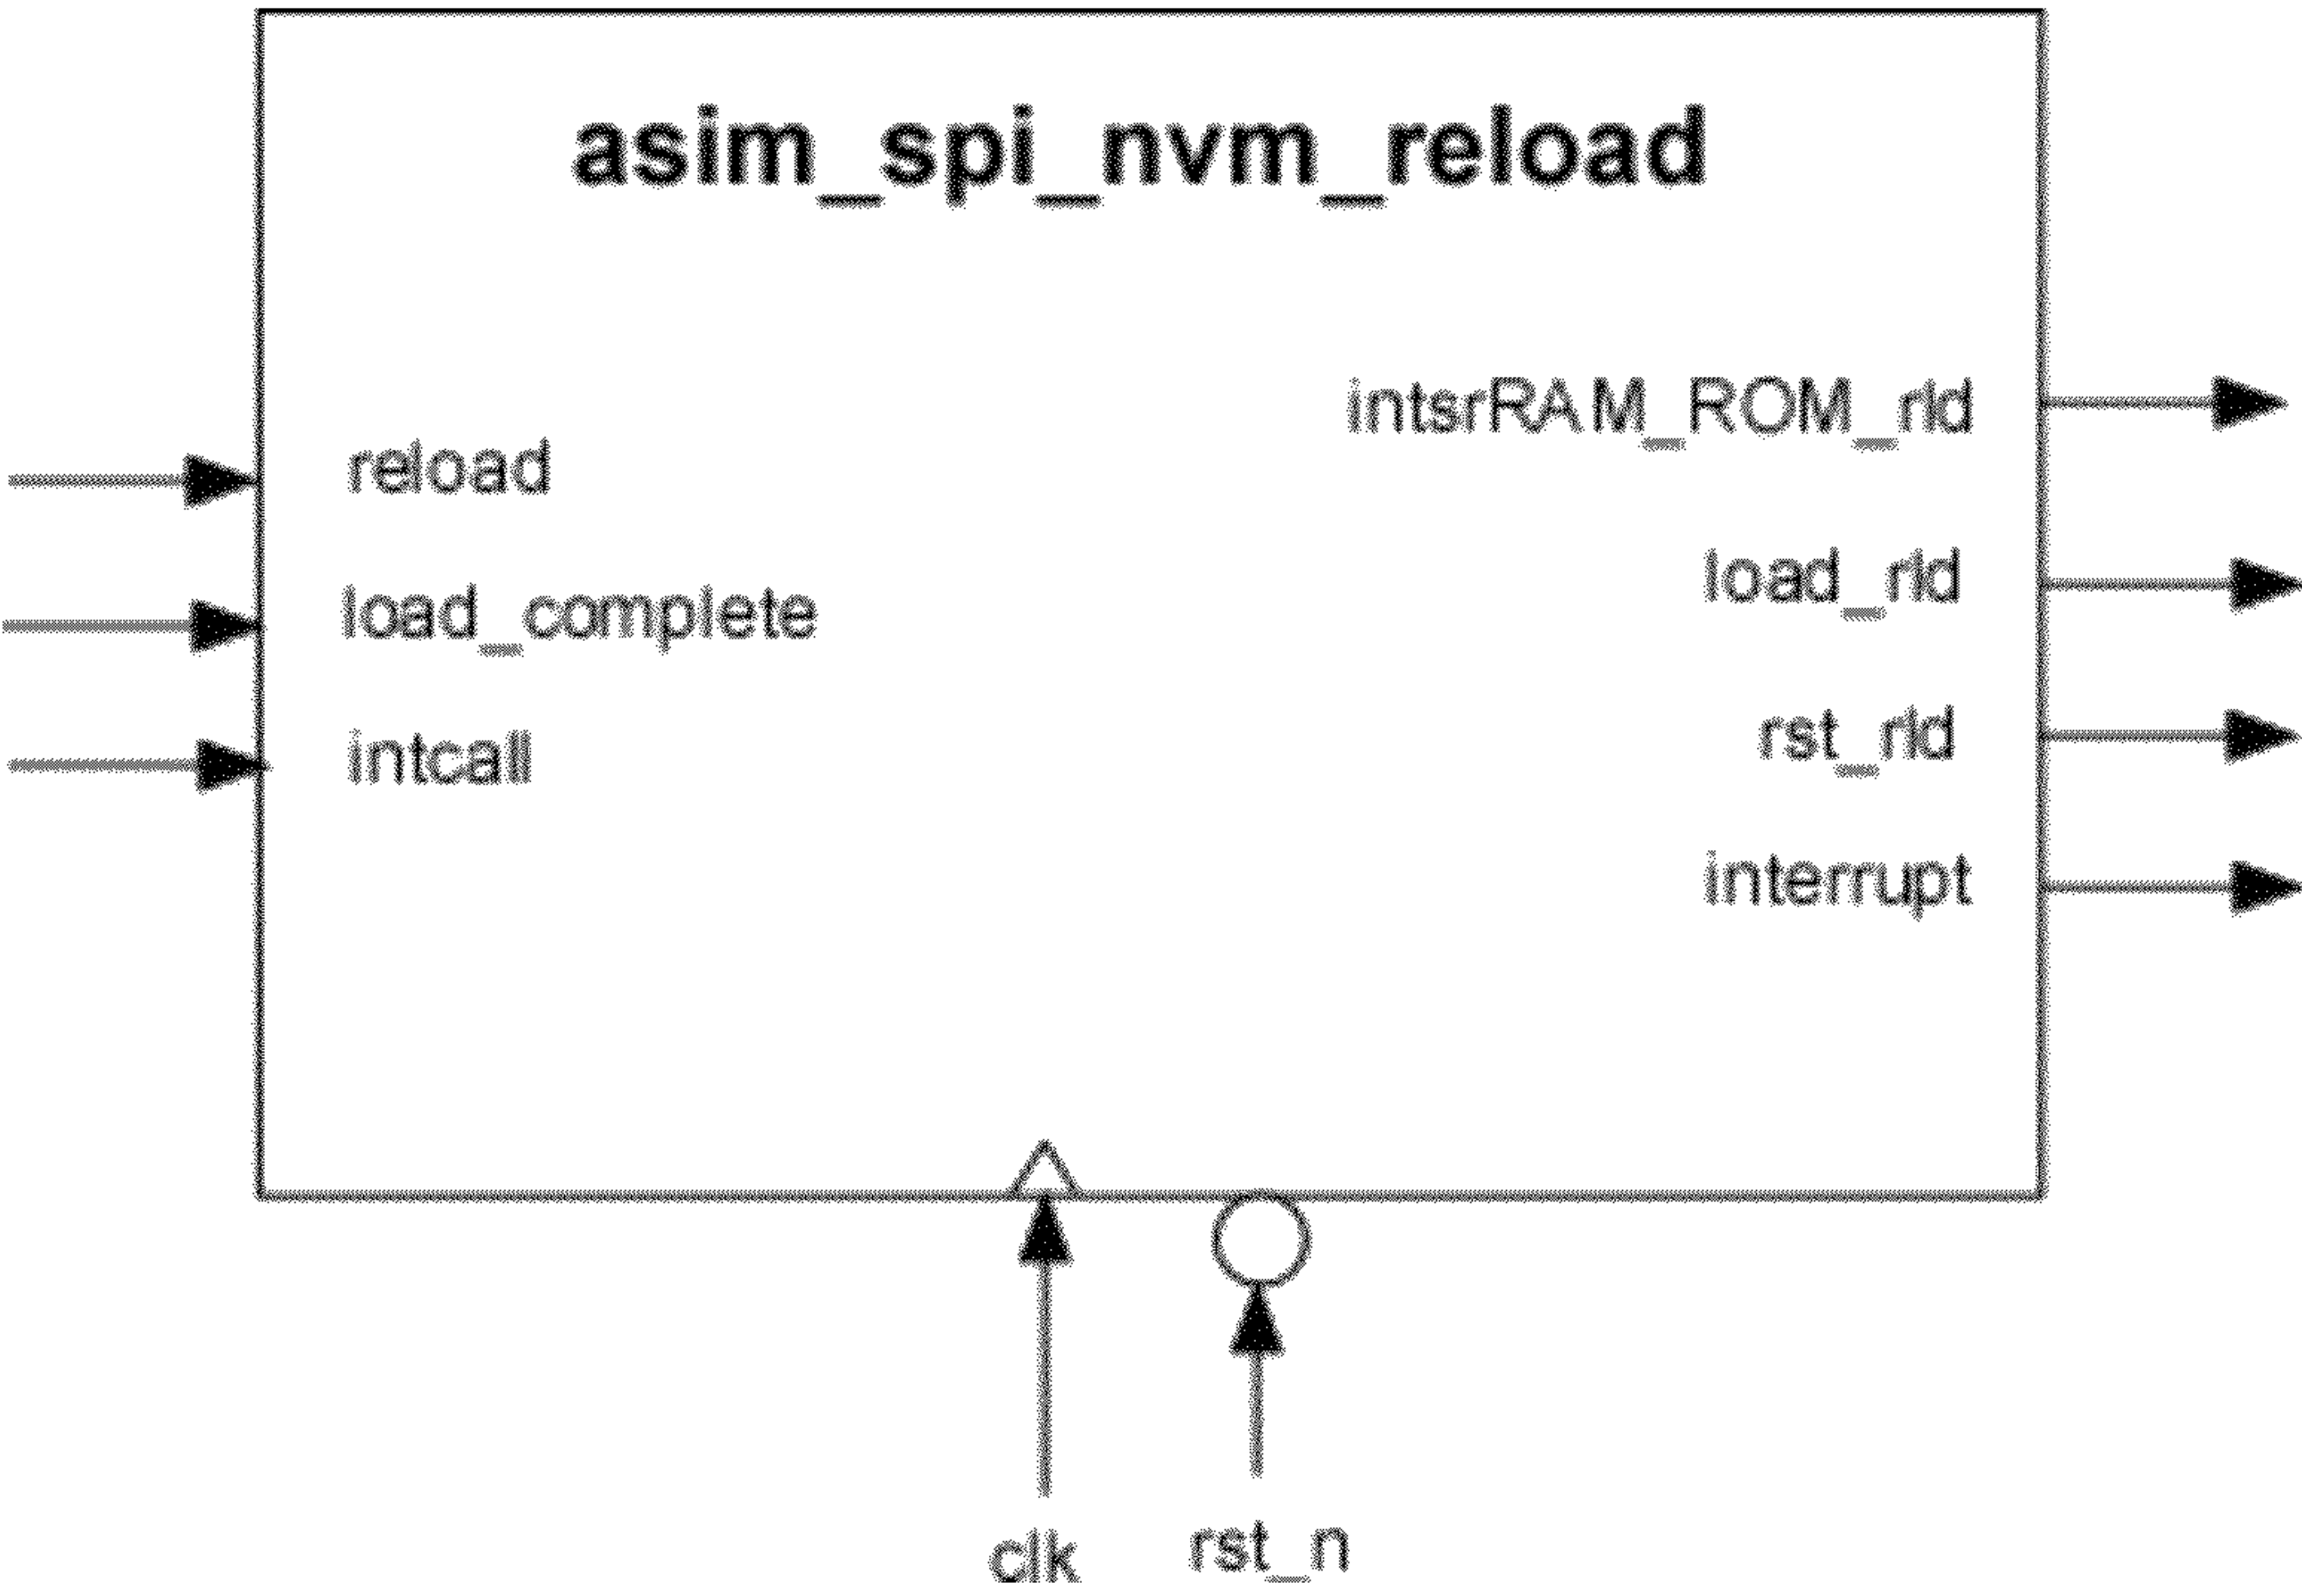 asim_spi_nvm_reload
reload
load_complete
intcall
intsrRAM_ROM_rld
load_rld
rst_rld
interrupt
clk
rst_n